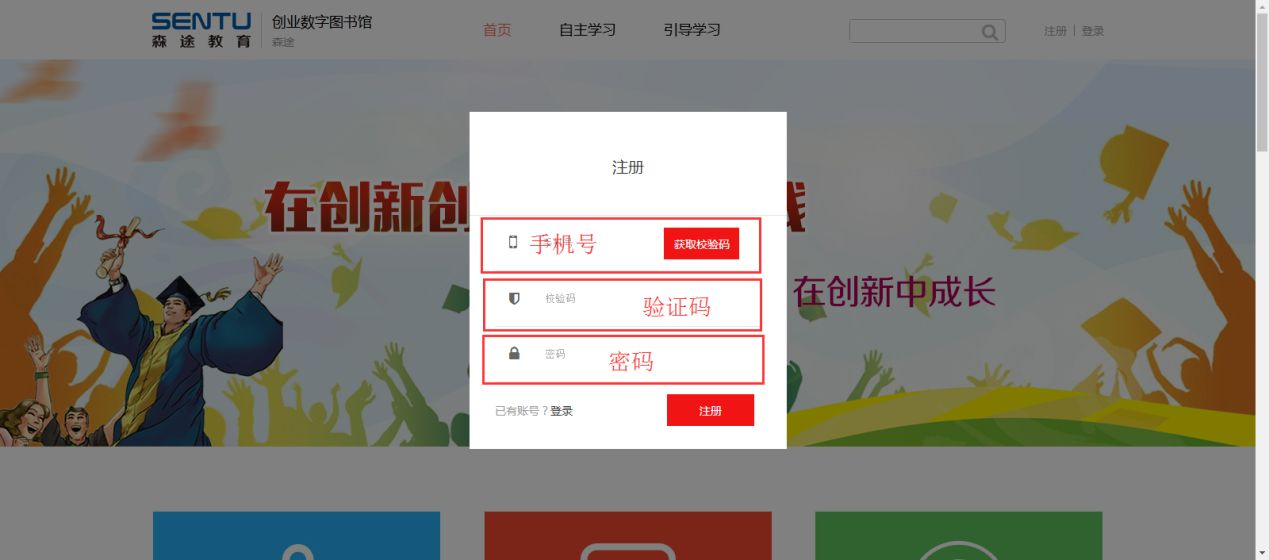 SENTU
森途教育
创业数字图书馆
森途
首页
自主学习
引导学习
注册 | 登录
在创新创
在创新中成长
注册
手机号
获取校验码
校验码
验证码
密码
密码
已有账号？登录
注册